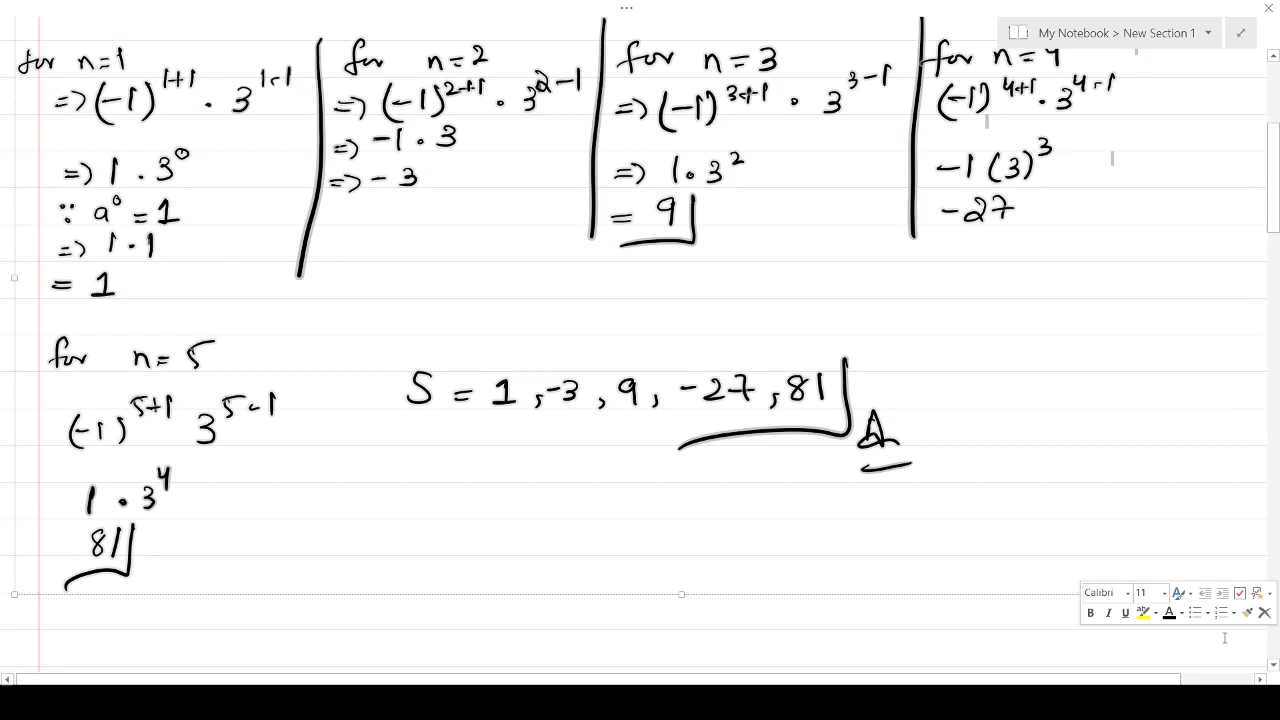 My Notebook > New Section 1
for n=1
=> (-1)^{1+1} · 3^{1-1}
=> 1 · 3^0
∵ a^0 = 1
=> 1 · 1
= 1
for n=2
=> (-1)^{2+1} · 3^{2-1}
=> -1 · 3
=> -3
for n=3
=> (-1)^{3+1} · 3^{3-1}
=> 1 · 3^2
= 9
for n=4
(-1)^{4+1} · 3^{4-1}
-1 (3)^3
-27
for n=5
(-1)^{5+1} 3^{5-1}
1 · 3^4
81
S = 1, -3, 9, -27, 81
Calibri 11
B I U ab A